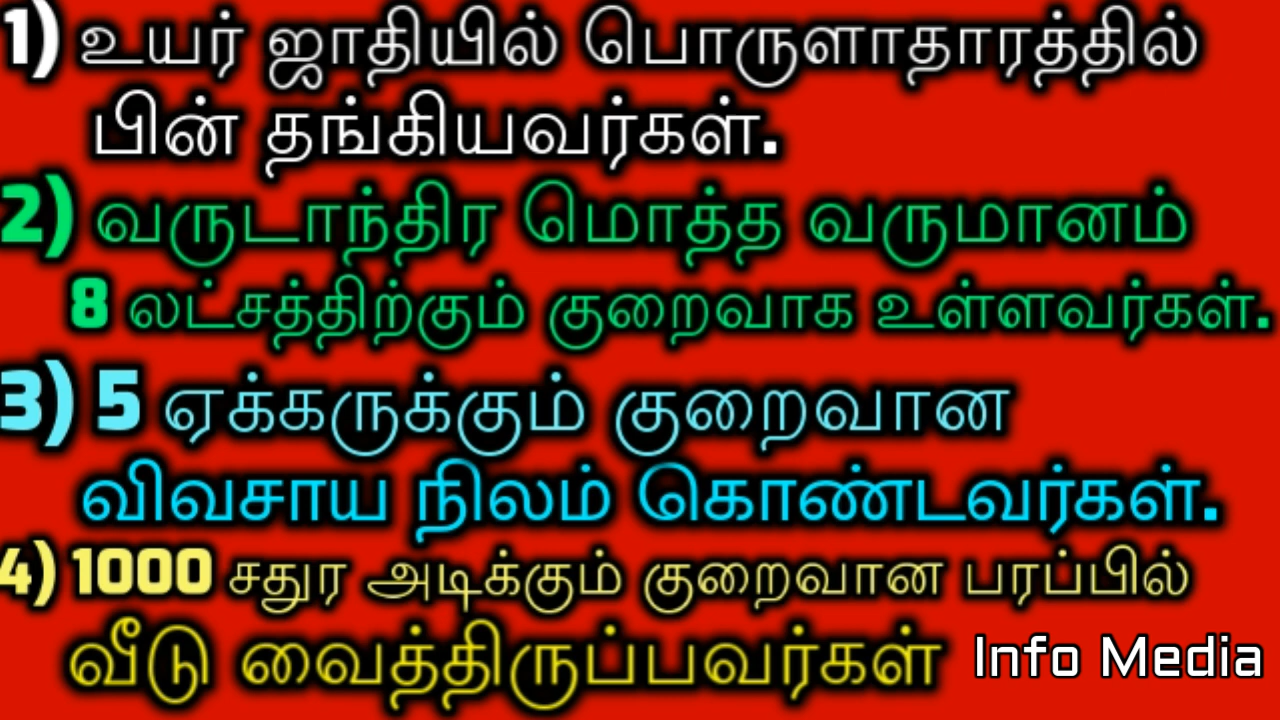 1) உயர் ஜாதியில் பொருளாதாரத்தில்
பின் தங்கியவர்கள்.
2) வருடாந்திர மொத்த வருமானம்
8 லட்சத்திற்கும் குறைவாக உள்ளவர்கள்.
3) 5 ஏக்கருக்கும் குறைவான
விவசாய நிலம் கொண்டவர்கள்.
4) 1000 சதுர அடிக்கும் குறைவான பரப்பில்
வீடு வைத்திருப்பவர்கள்
Info Media